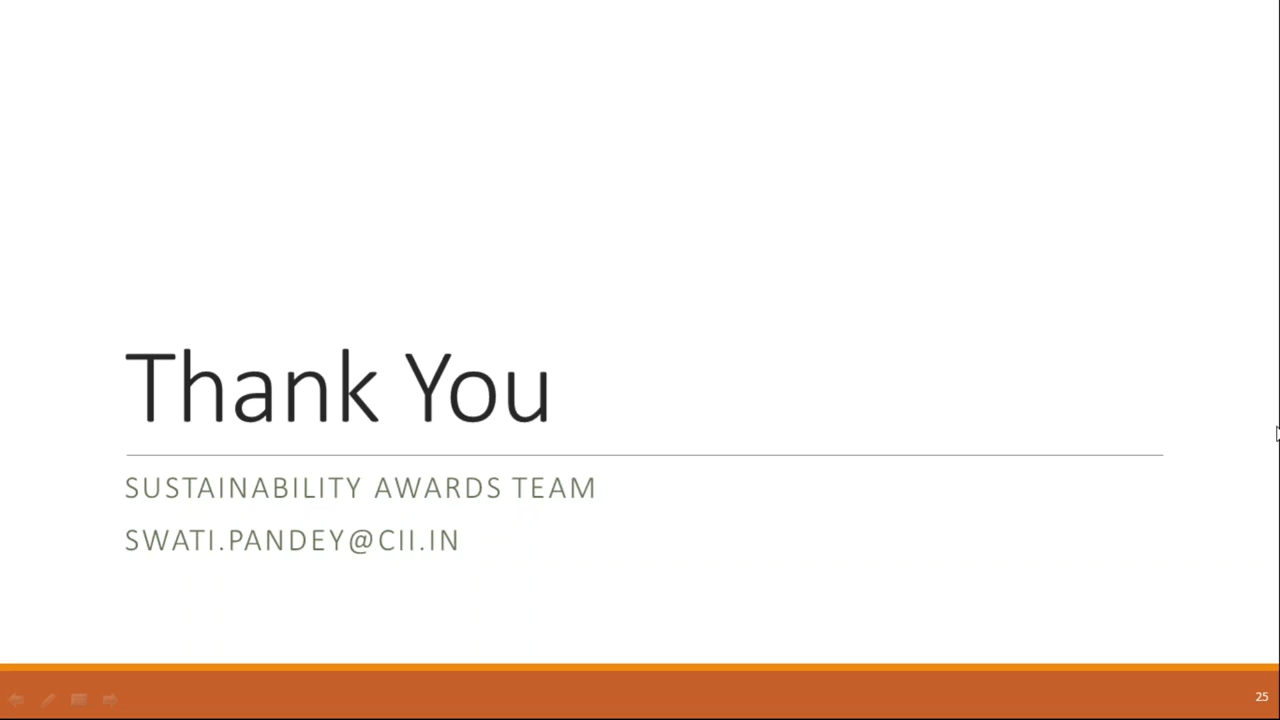 Thank You
SUSTAINABILITY AWARDS TEAM
SWATI.PANDEY@CII.IN
25